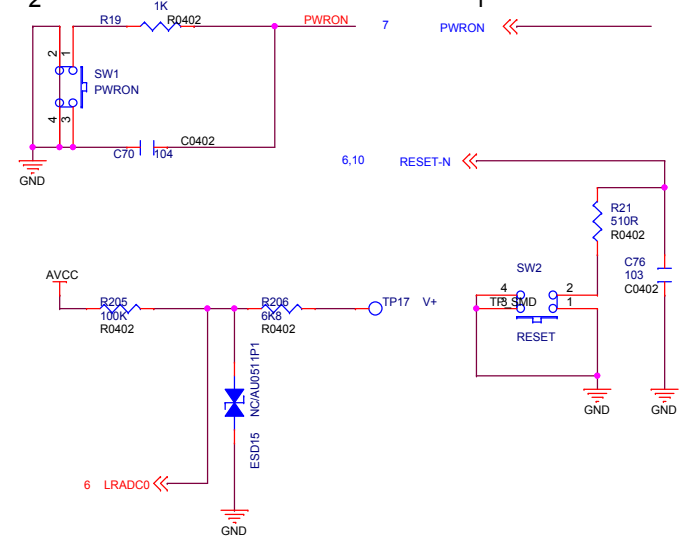 2
1
1K
R19
R0402
PWRON
7
PWRON
2
1
SW1
PWRON
4
3
C70
104
C0402
GND
6,10
RESET-N
R21
510R
R0402
C76
103
C0402
SW2
4
2
TP_SMD
3
1
RESET
GND
GND
AVCC
R205
100K
R0402
R206
6K8
R0402
TP17
V+
NC/AU0511P1
ESD15
6
LRADC0
GND